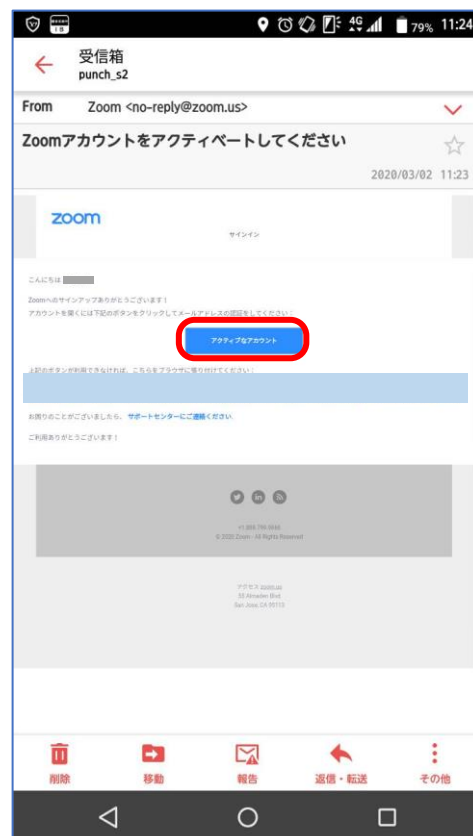 4G 79% 11:24
受信箱
punch_s2
From Zoom <no-reply@zoom.us>
Zoomアカウントをアクティベートしてください
2020/03/02 11:23
zoom
サインイン
こんにちは
Zoomへのサインアップありがとうございます！
アカウントを開くには下記のボタンをクリックしてメールアドレスの認証をしてください：
アクティブなアカウント
上記のボタンが利用できなければ、こちらをブラウザに張り付けてください：
お困りのことがございましたら、サポートセンターにご連絡ください.
ご利用ありがとうございます！
© 2020 Zoom - All Rights Reserved
アクセス zoom.us
55 Almaden Blvd
San Jose, CA 95113
削除 移動 報告 返信・転送 その他